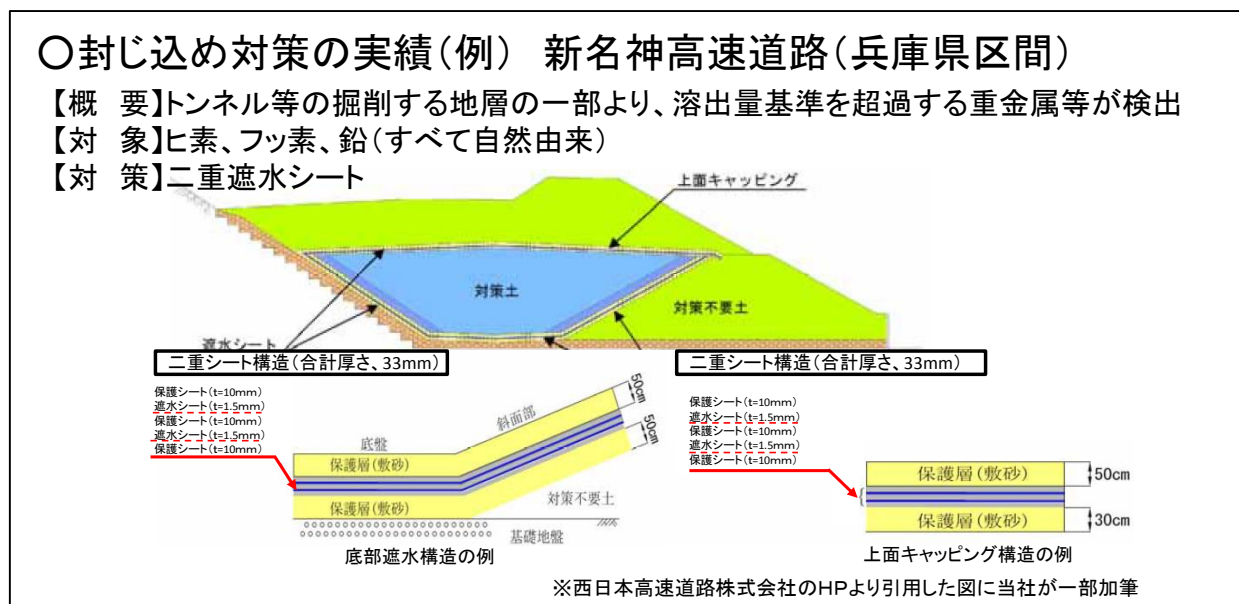 〇封じ込め対策の実績(例) 新名神高速道路(兵庫県区間)
【概 要】トンネル等の掘削する地層の一部より、溶出量基準を超過する重金属等が検出
【対 象】ヒ素、フッ素、鉛(すべて自然由来)
【対 策】二重遮水シート
上面キャッピング
対策土
対策不要土
遮水シート
二重シート構造(合計厚さ、33mm)
二重シート構造(合計厚さ、33mm)
保護シート(t=10mm)
遮水シート(t=1.5mm)
保護シート(t=10mm)
遮水シート(t=1.5mm)
保護シート(t=10mm)
底盤
斜面部
50cm
50cm
保護層(敷砂)
保護層(敷砂)
対策不要土
基礎地盤
底部遮水構造の例
保護シート(t=10mm)
遮水シート(t=1.5mm)
保護シート(t=10mm)
遮水シート(t=1.5mm)
保護シート(t=10mm)
保護層(敷砂)
50cm
保護層(敷砂)
30cm
上面キャッピング構造の例
※西日本高速道路株式会社のHPより引用した図に当社が一部加筆